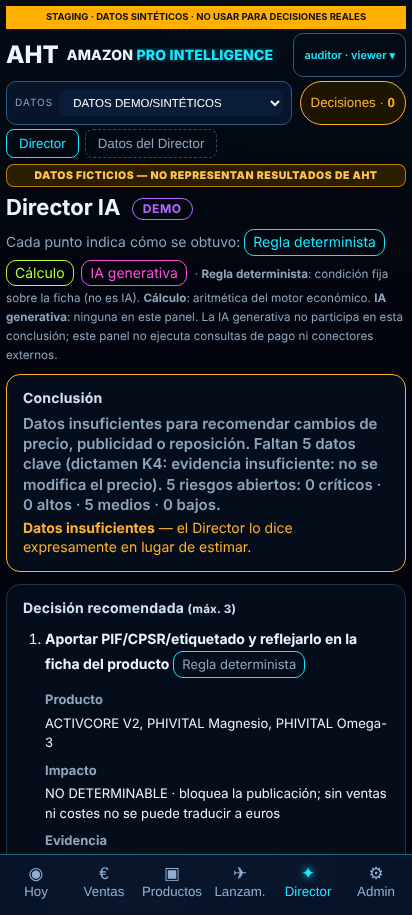 STAGING · DATOS SINTÉTICOS · NO USAR PARA DECISIONES REALES
AHT AMAZON PRO INTELLIGENCE
auditor · viewer ▾
DATOS DATOS DEMO/SINTÉTICOS
Decisiones · 0
Director Datos del Director
DATOS FICTICIOS — NO REPRESENTAN RESULTADOS DE AHT
Director IA DEMO
Cada punto indica cómo se obtuvo: Regla determinista
Cálculo IA generativa · Regla determinista: condición fija
sobre la ficha (no es IA). Cálculo: aritmética del motor económico. IA
generativa: ninguna en este panel. La IA generativa no participa en esta
conclusión; este panel no ejecuta consultas de pago ni conectores
externos.
Conclusión
Datos insuficientes para recomendar cambios de
precio, publicidad o reposición. Faltan 5 datos
clave (dictamen K4: evidencia insuficiente: no se
modifica el precio). 5 riesgos abiertos: 0 críticos ·
0 altos · 5 medios · 0 bajos.
Datos insuficientes — el Director lo dice
expresamente en lugar de estimar.
Decisión recomendada (máx. 3)
1. Aportar PIF/CPSR/etiquetado y reflejarlo en la
ficha del producto Regla determinista
Producto
ACTIVCORE V2, PHIVITAL Magnesio, PHIVITAL Omega-
3
Impacto
NO DETERMINABLE · bloquea la publicación; sin ventas
ni costes no se puede traducir a euros
Evidencia
Hoy
€ Ventas
Productos
Lanzam.
Director
Admin